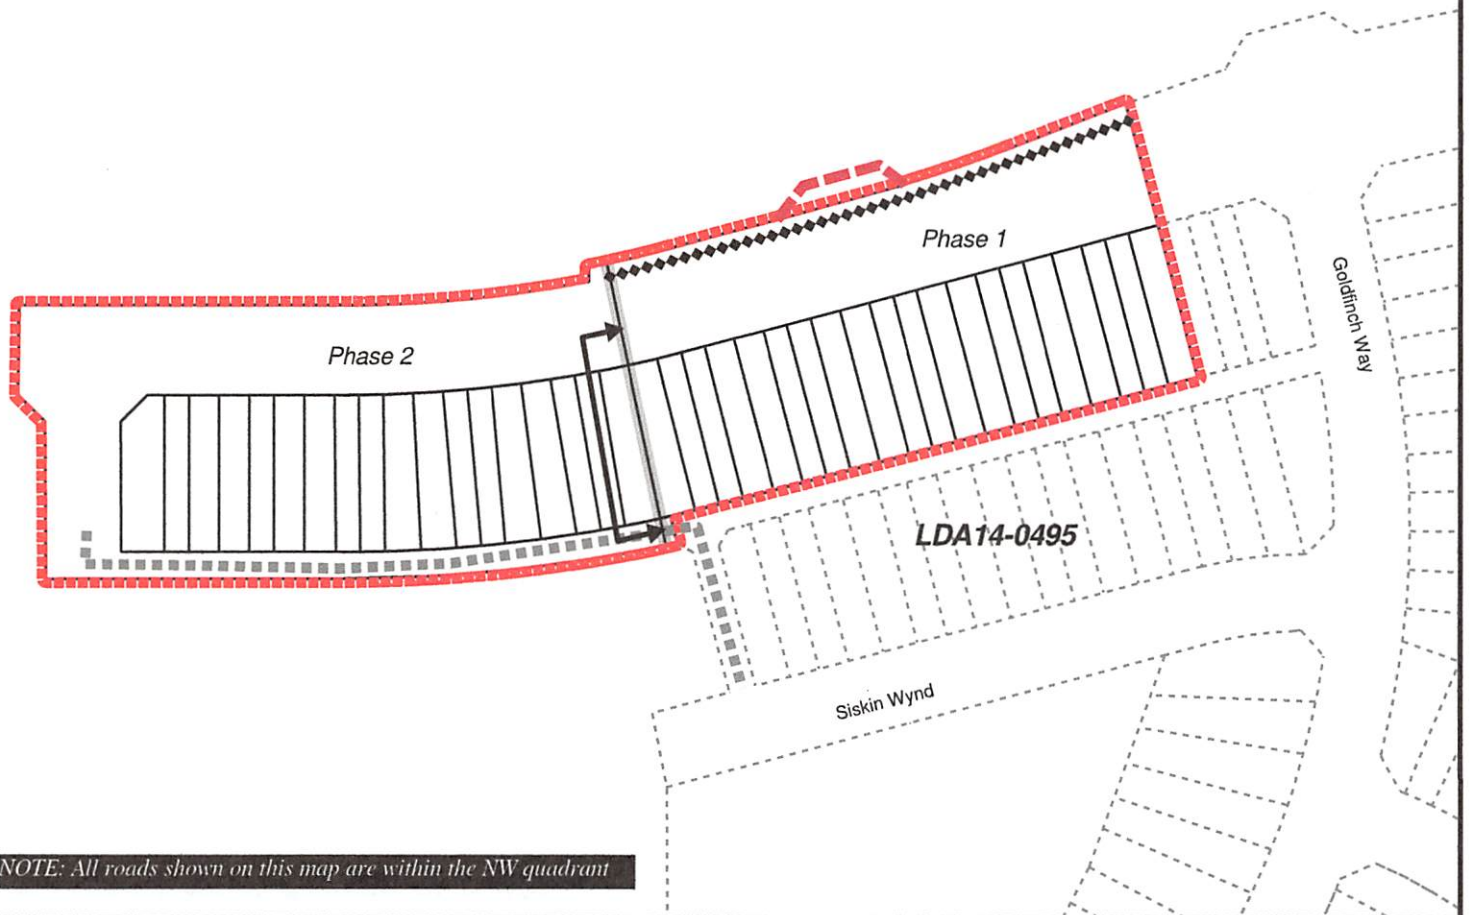 Phase 1
Phase 2
Goldfinch Way
LDA14-0495
Siskin Wynd
NOTE: All roads shown on this map are within the NW quadrant